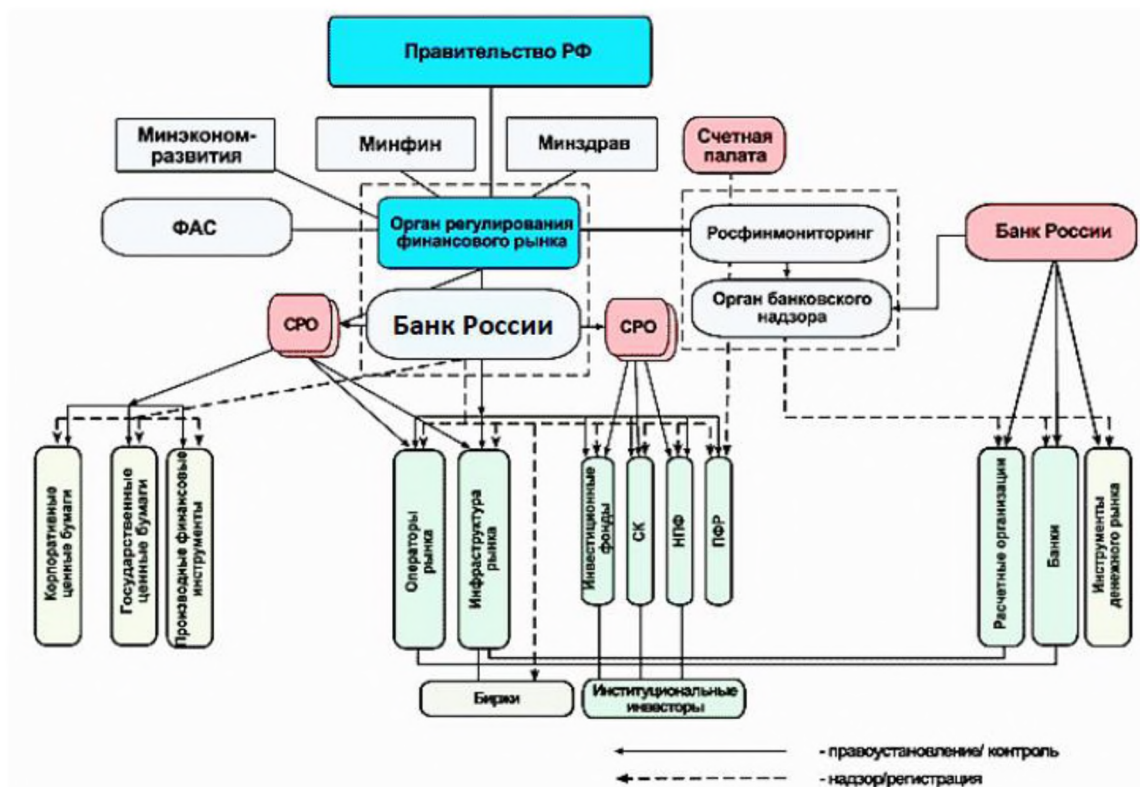 Правительство РФ
Минэконом-
развития
Минфин
Минздрав
Счетная
палата
ФАС
Орган регулирования
финансового рынка
Росфинмониторинг
Банк России
Орган банковского
надзора
СРО
Банк России
СРО
Корпоративные
ценные бумаги
Государственные
ценные бумаги
Производные финансовые
инструменты
Операторы
рынка
Инфраструктура
рынка
Инвестиционные
фонды
СК
НПФ
ПФР
Расчетные организации
Банки
Инструменты
денежного рынка
Биржи
Институциональные
инвесторы
- правоустановление/ контроль
- надзор/регистрация